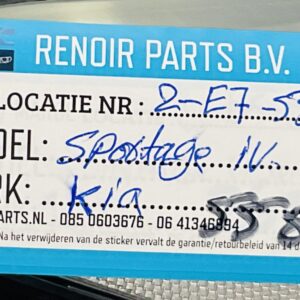 RENOIR PARTS B.V.
LOCATIE NR : 2-E7-53
DEL: Sportage IV.
RK: Kia 558
ARTS.NL - 085 0603676 - 06 41346894
Na het verwijderen van de sticker vervalt de garantie/retourbeleid van 14 d